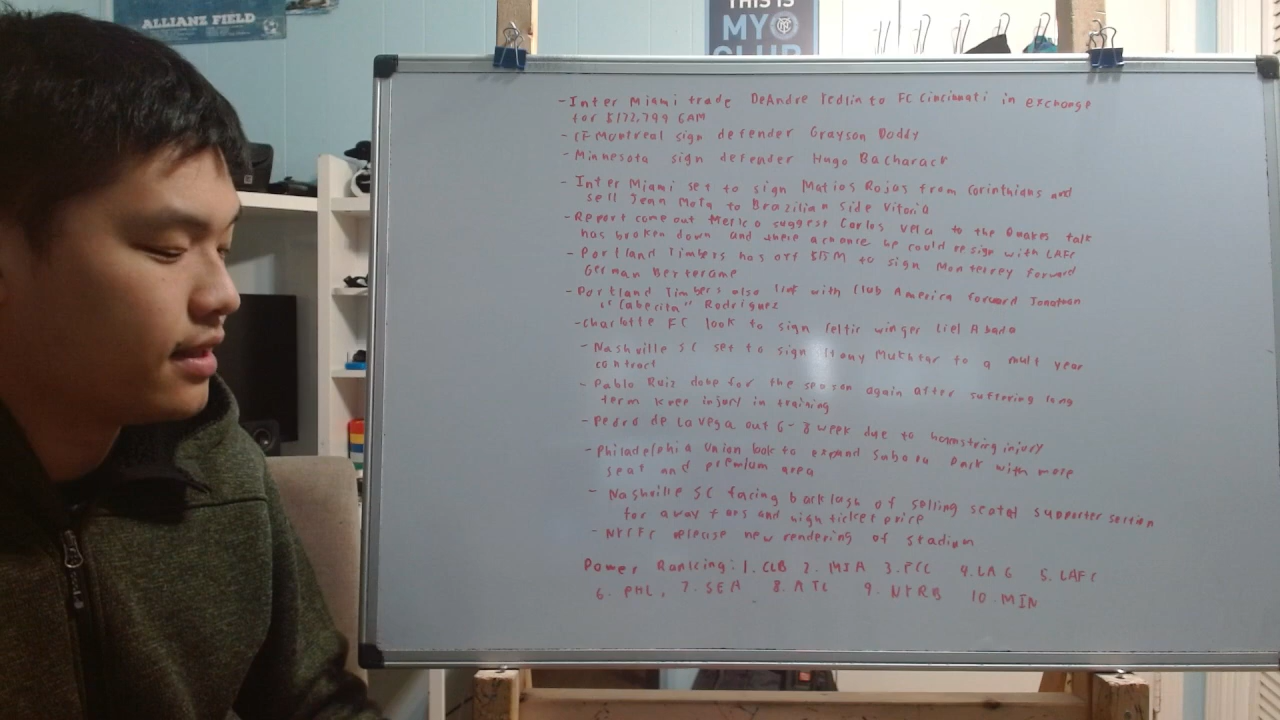 ALLIANZ FIELD
THIS IS
MY
CLUB
- Inter Miami trade DeAndre Yedlin to FC Cincinnati in exchange
for $172,799 GAM
- CF Montreal sign defender Grayson Doddy
- Minnesota sign defender Hugo Bacharach
- Inter Miami set to sign Matios Rojas from Corinthians and
sell Jean Mota to Brazilian side Vitoria
- Report come out Mexico suggest Carlos Vela to the Quakes talk
has broken down and there a chance he could resign with LAFC
- Portland Timbers has off $15M to sign Monterrey forward
German Berterame
- Portland Timbers also with Club America forward Jonatan
"Cabecita" Rodriguez
- Charlotte FC look to sign Celtic winger Liel Abada
- Nashville SC set to sign Hany Mukhtar to a mult year
contract
- Pablo Ruiz done for the season again after suffering long
term knee injury in training
- Pedro de La Vega out 6-8 week due to hamstring injury
- Philadelphia Union look to expand Subaru Park with more
seat and premium area
- Nashville SC facing backlash of selling seated supporter section
for away fans and high ticket price
- NYCFC release new rendering of stadium
Power Ranking: 1. CLB 2. MIA 3. FCC 4. LAG 5. LAFC
6. PHL, 7. SEA 8. ATL 9. NYRB 10. MIN